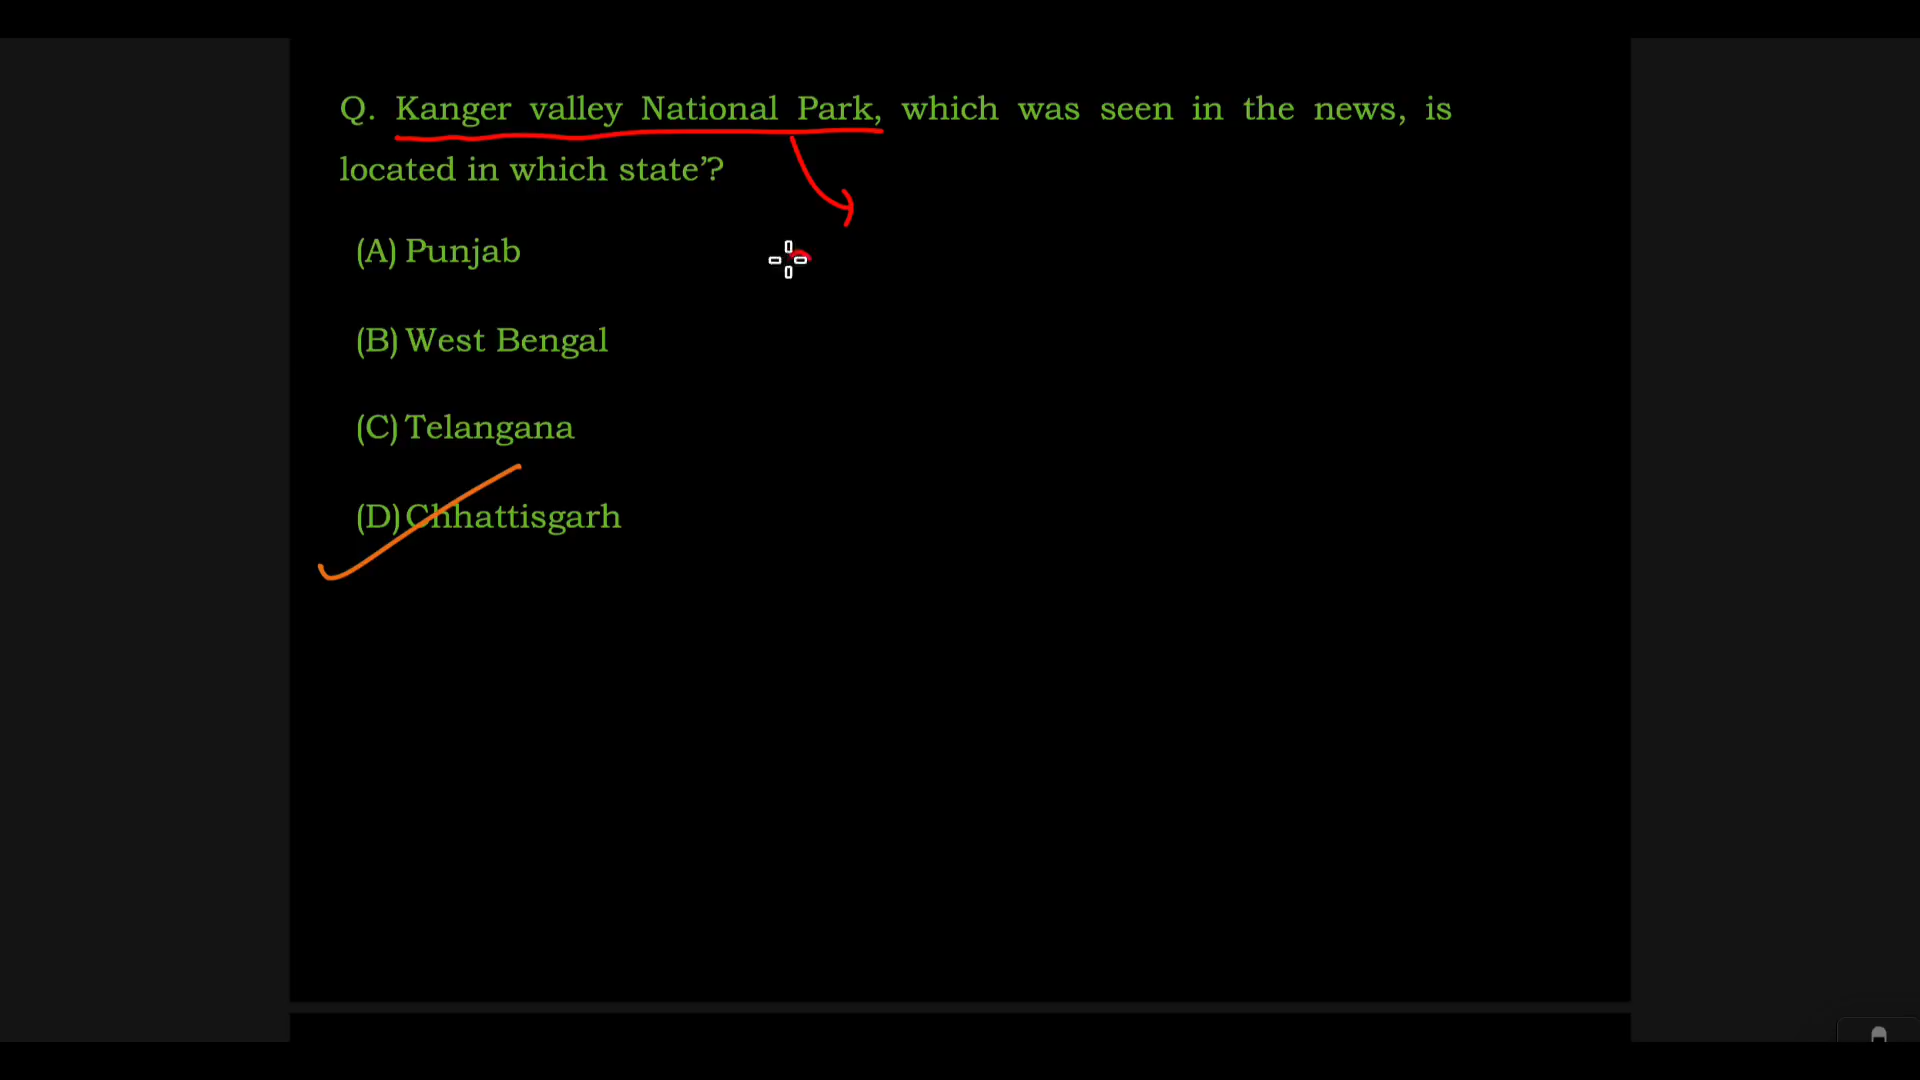 Q. Kanger valley National Park, which was seen in the news, is
located in which state’?
(A) Punjab
(B) West Bengal
(C) Telangana
(D) Chhattisgarh